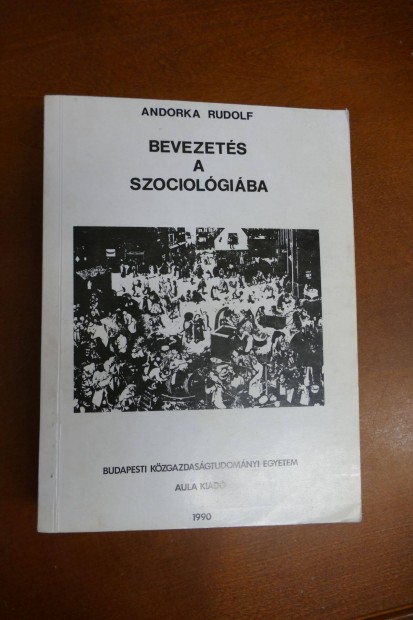 ANDORKA RUDOLF
BEVEZETÉS
A
SZOCIOLÓGIÁBA
BUDAPESTI KÖZGAZDASÁGTUDOMÁNYI EGYETEM
AULA KIADÓ
1990